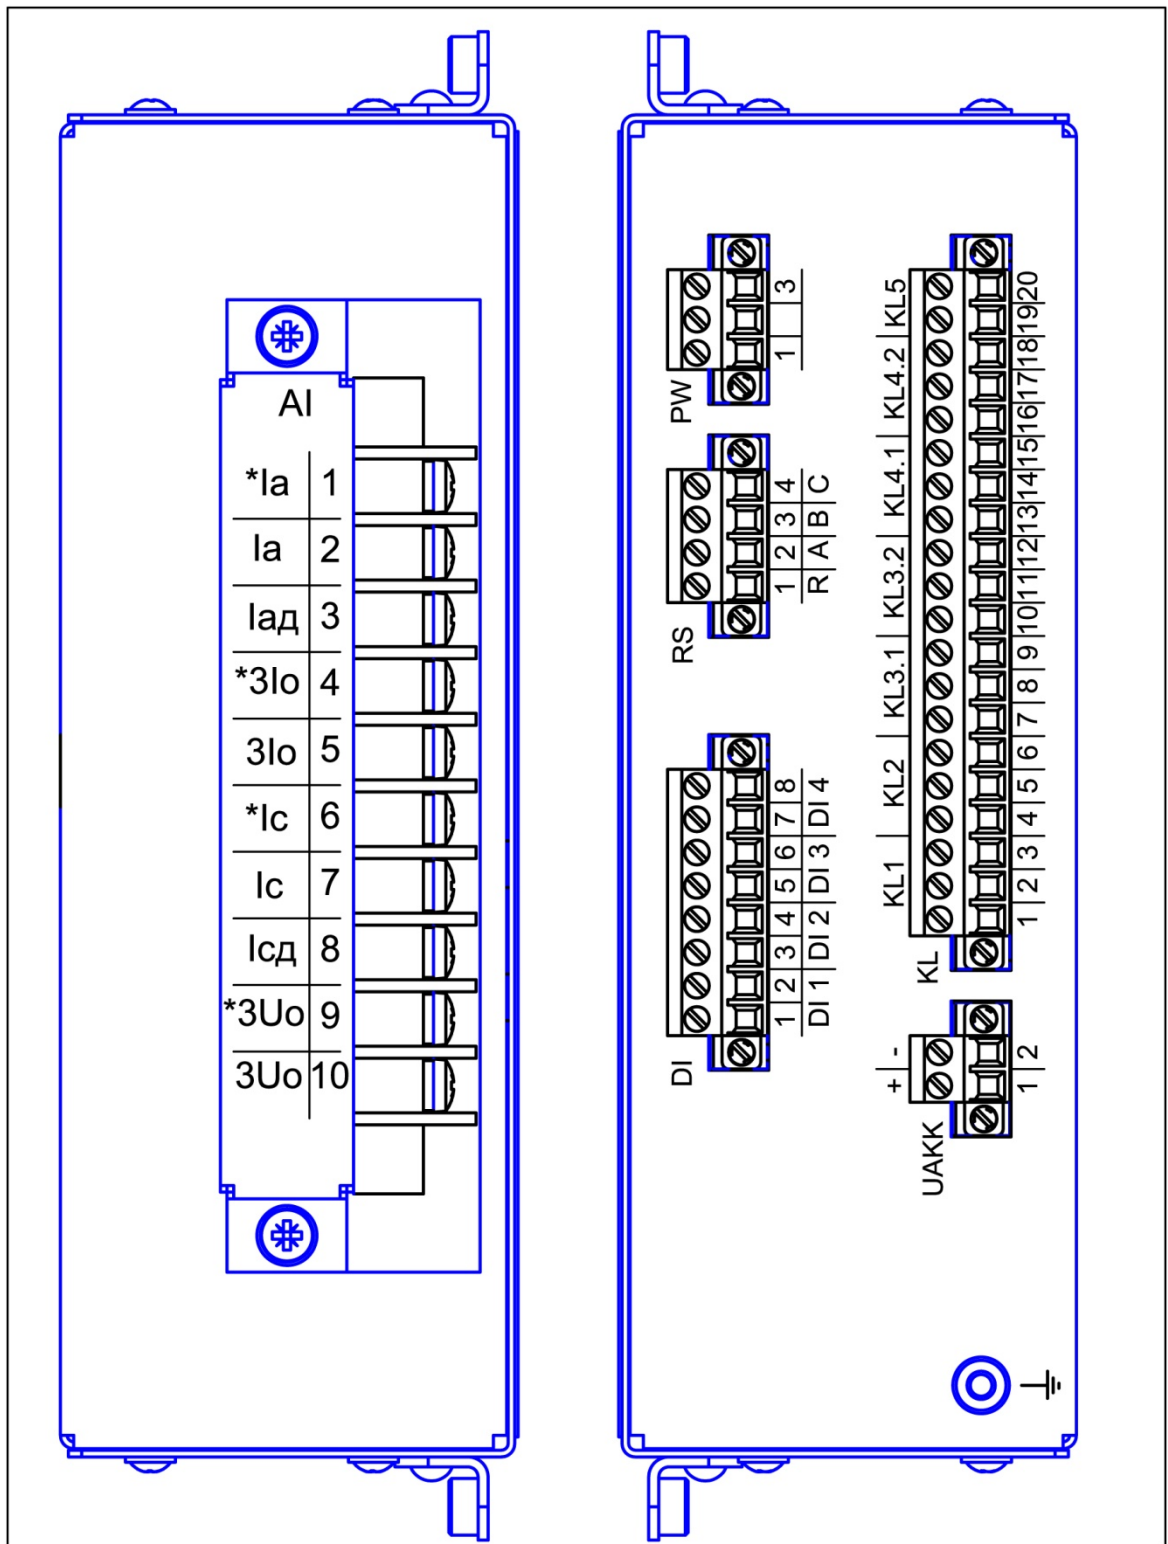 AI
*Ia 1
Ia 2
Iaд 3
*3Io 4
3Io 5
*Ic 6
Ic 7
Icд 8
*3Uo 9
3Uo 10
PW
1 3
RS
1 2 3 4
R A B C
DI
1 2 3 4 5 6 7 8
DI 1 DI 2 DI 3 DI 4
KL
KL1 KL2 KL3.1 KL3.2 KL4.1 KL4.2 KL5
1 2 3 4 5 6 7 8 9 10 11 12 13 14 15 16 17 18 19 20
UAKK
+ -
1 2